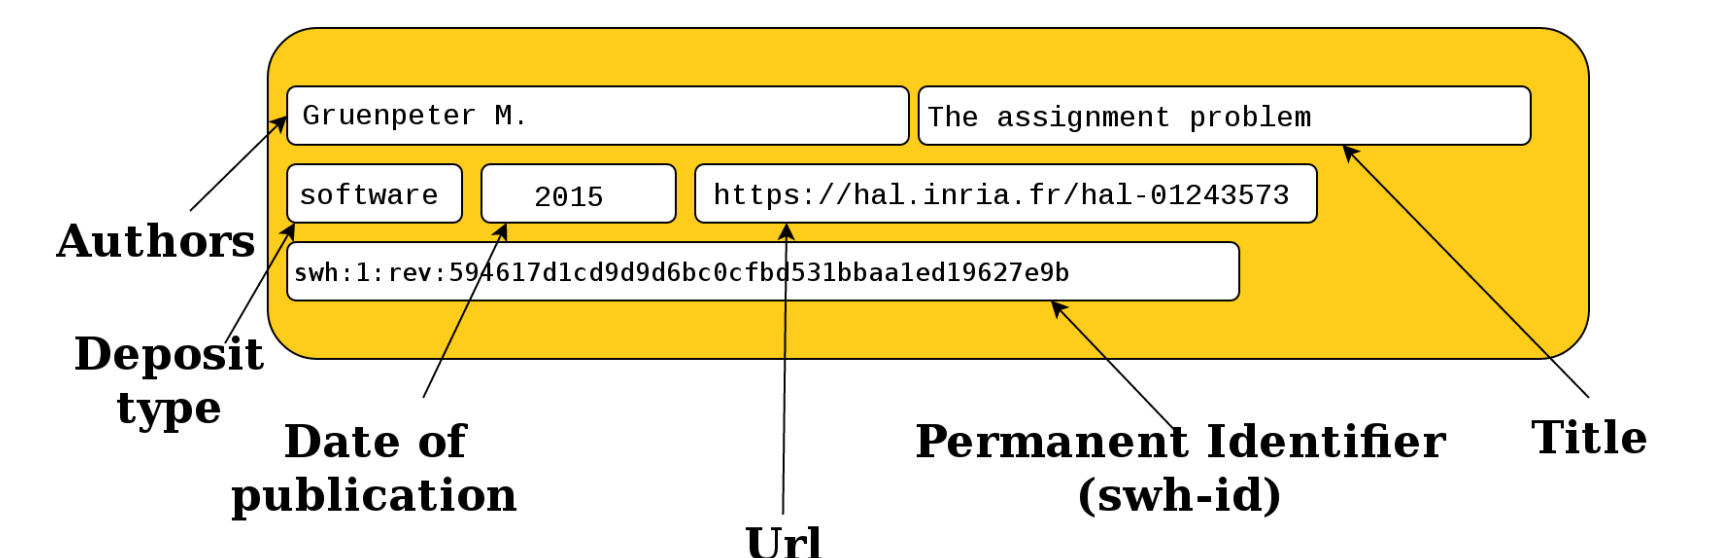 Gruenpeter M.
The assignment problem
software
2015
https://hal.inria.fr/hal-01243573
swh:1:rev:594617d1cd9d9d6bc0cfbd531bbaa1ed19627e9b
Authors
Deposit
type
Date of
publication
Url
Permanent Identifier
(swh-id)
Title